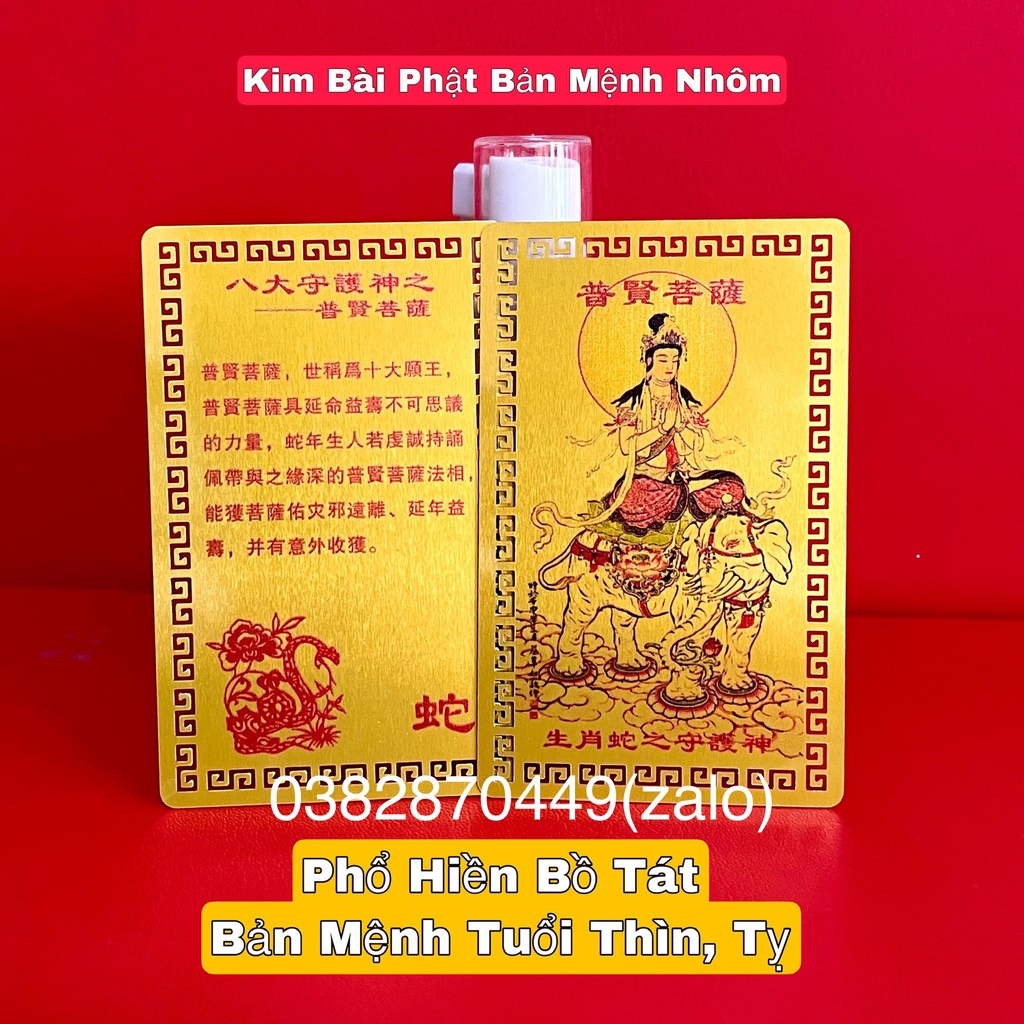 Kim Bài Phật Bản Mệnh Nhôm
八大守護神之
——普賢菩薩
普賢菩薩，世稱爲十大願王，
普賢菩薩具延命益壽不可思議
的力量，蛇年生人若虔誠持誦
佩帶與之緣深的普賢菩薩法相，
能獲菩薩佑灾邪遠離、延年益
壽，并有意外收獲。
蛇
普賢菩薩
生肖蛇之守護神
0382870449(zalo)
Phổ Hiền Bồ Tát
Bản Mệnh Tuổi Thìn, Tỵ